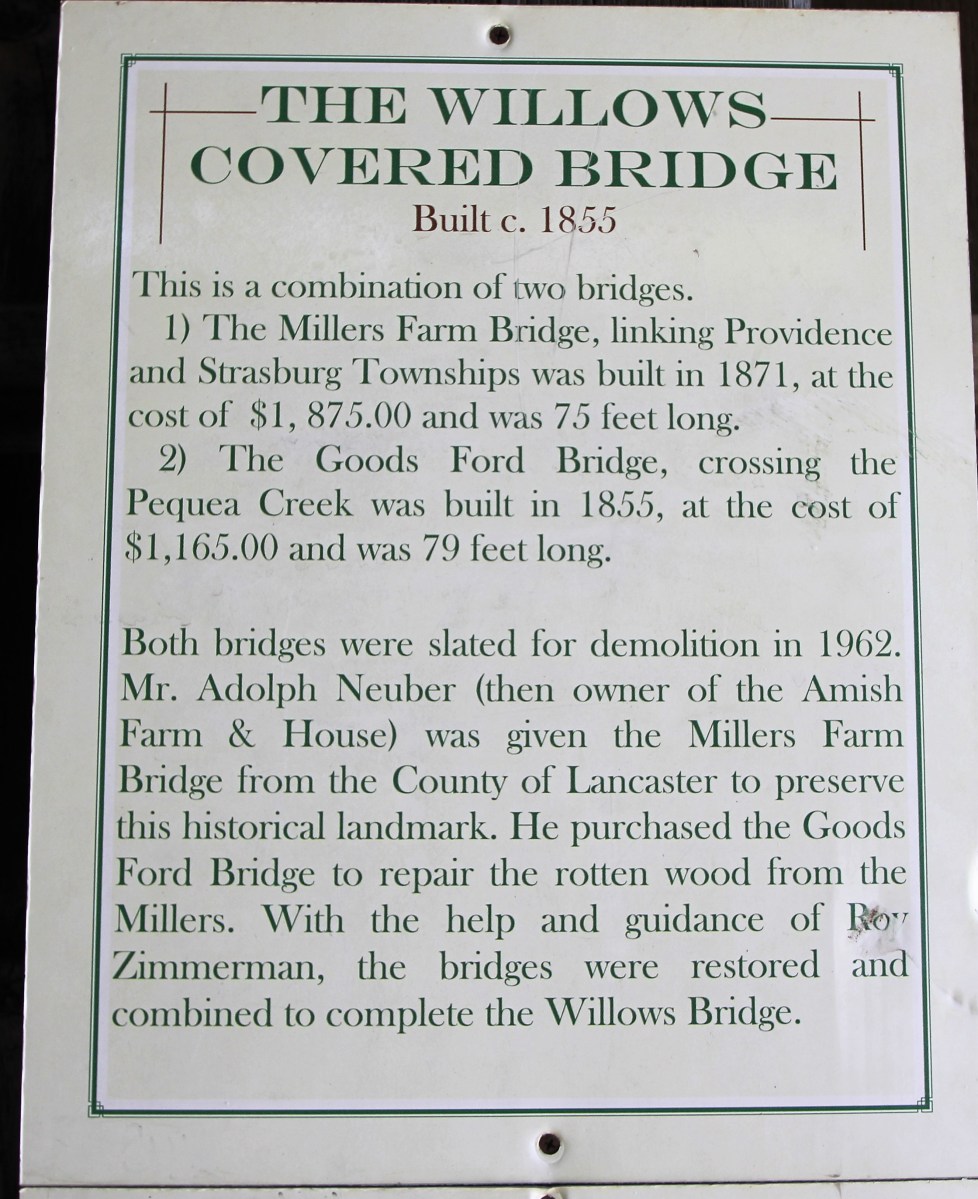 THE WILLOWS
COVERED BRIDGE
Built c. 1855
This is a combination of two bridges.
1) The Millers Farm Bridge, linking Providence
and Strasburg Townships was built in 1871, at the
cost of $1, 875.00 and was 75 feet long.
2) The Goods Ford Bridge, crossing the
Pequea Creek was built in 1855, at the cost of
$1,165.00 and was 79 feet long.
Both bridges were slated for demolition in 1962.
Mr. Adolph Neuber (then owner of the Amish
Farm & House) was given the Millers Farm
Bridge from the County of Lancaster to preserve
this historical landmark. He purchased the Goods
Ford Bridge to repair the rotten wood from the
Millers. With the help and guidance of Roy
Zimmerman, the bridges were restored and
combined to complete the Willows Bridge.